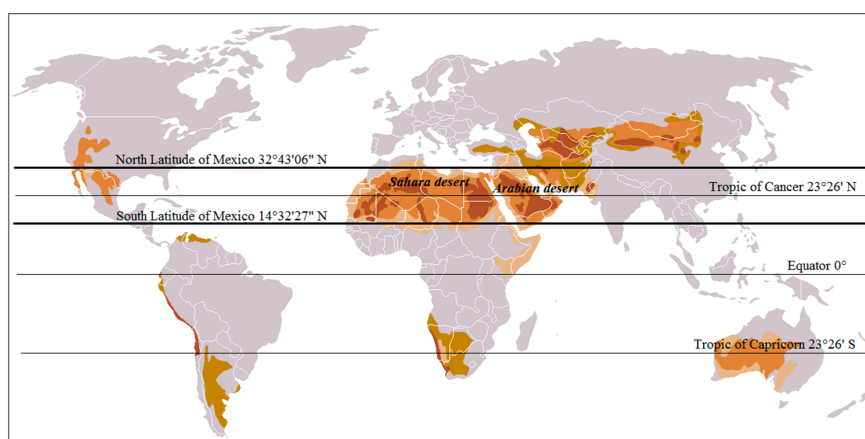 North Latitude of Mexico 32°43'06" N
Sahara desert
Arabian desert
Tropic of Cancer 23°26' N
South Latitude of Mexico 14°32'27" N
Equator 0°
Tropic of Capricorn 23°26' S